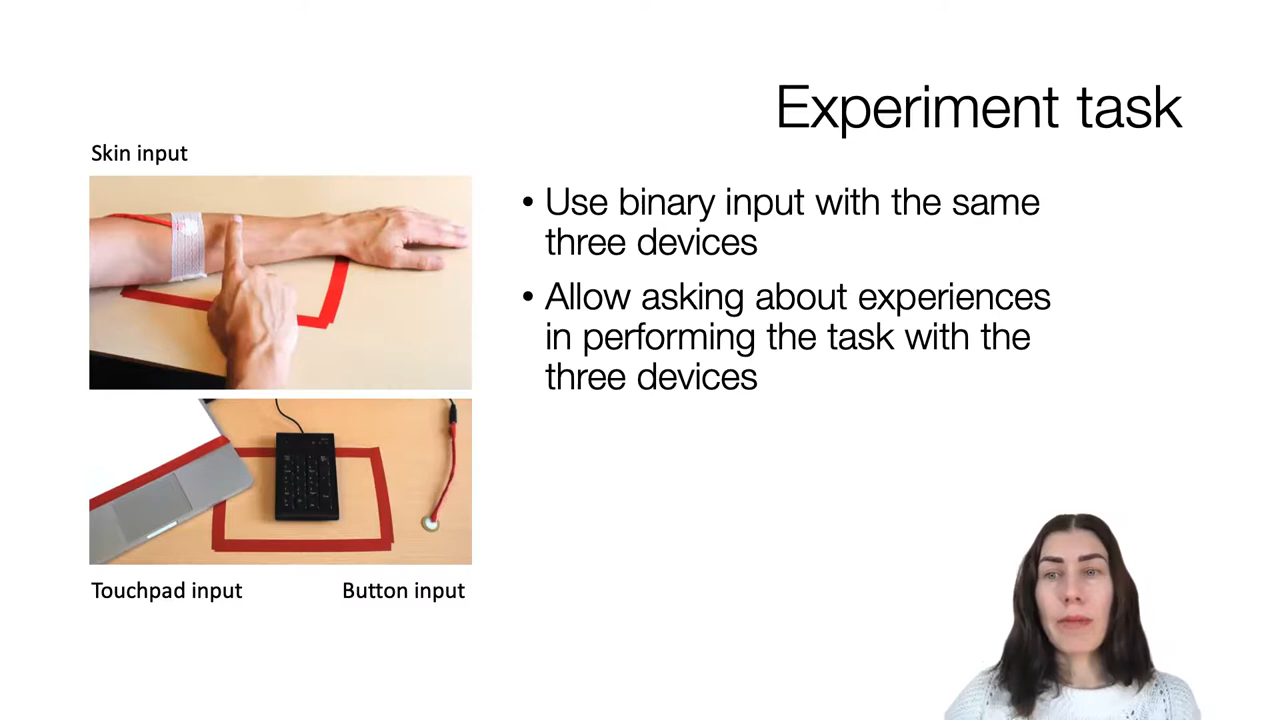 Experiment task
Skin input
• Use binary input with the same
three devices
• Allow asking about experiences
in performing the task with the
three devices
Touchpad input
Button input